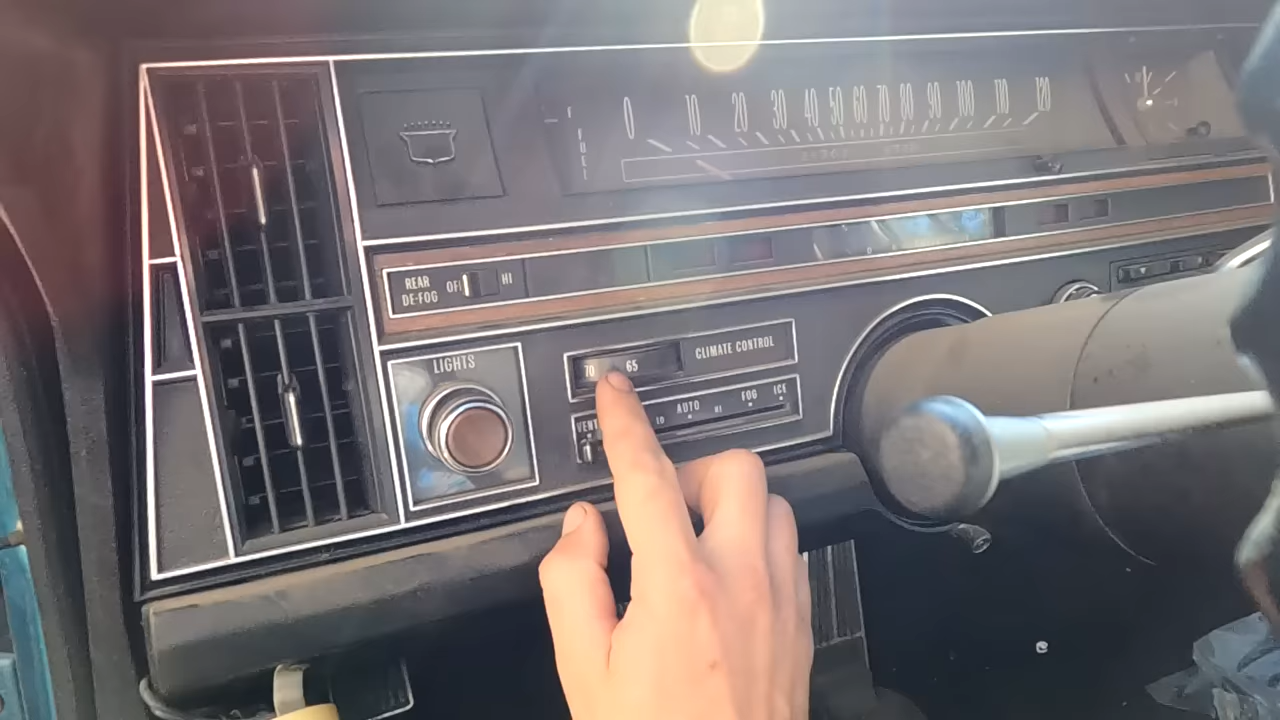 0 10 20 30 40 50 60 70 80 90 100 110 120
F
FUEL
REAR
DE-FOG OFF HI
LIGHTS
70 65 CLIMATE CONTROL
VENT LO AUTO HI FOG ICE